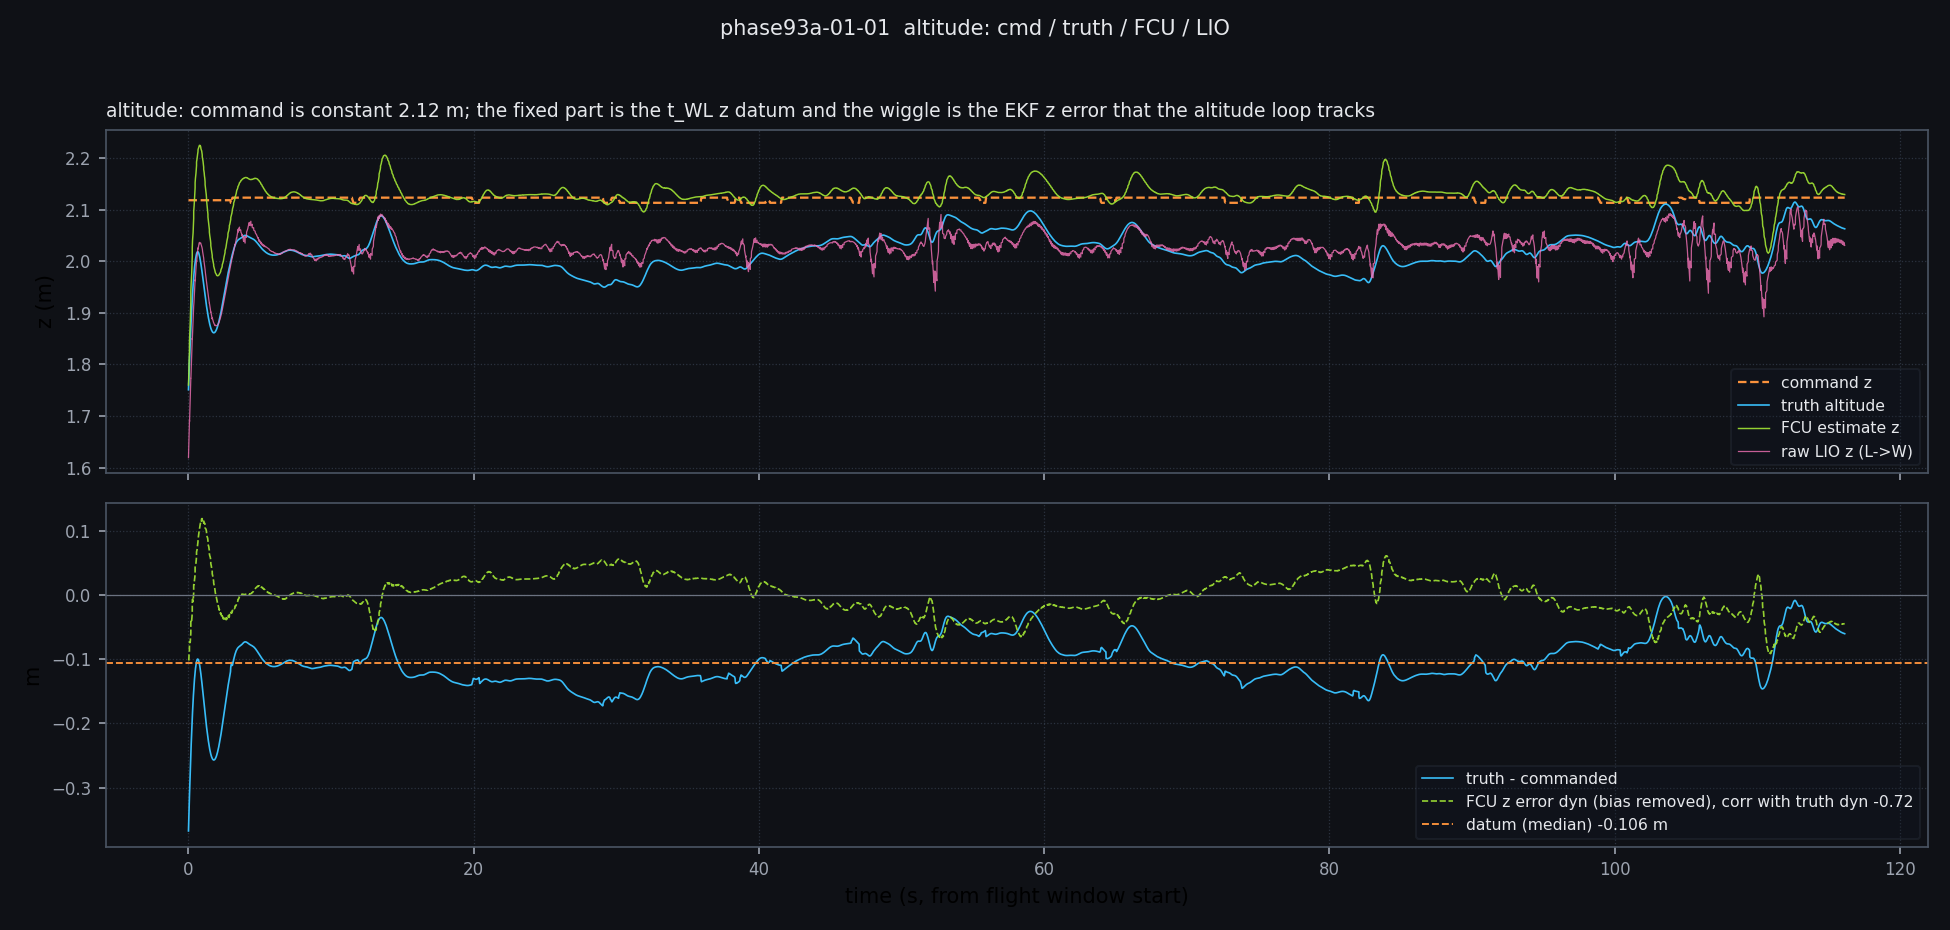 phase93a-01-01  altitude: cmd / truth / FCU / LIO
altitude: command is constant 2.12 m; the fixed part is the t_WL z datum and the wiggle is the EKF z error that the altitude loop tracks
z (m)
2.2
2.1
2.0
1.9
1.8
1.7
1.6
command z
truth altitude
FCU estimate z
raw LIO z (L->W)
m
0.1
0.0
−0.1
−0.2
−0.3
truth - commanded
FCU z error dyn (bias removed), corr with truth dyn -0.72
datum (median) -0.106 m
0 20 40 60 80 100 120
time (s, from flight window start)